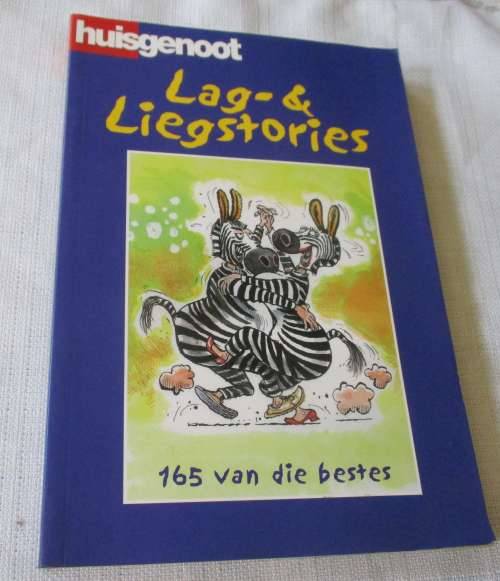 huisgenoot
Lag- &
Liegstories
165 van die bestes